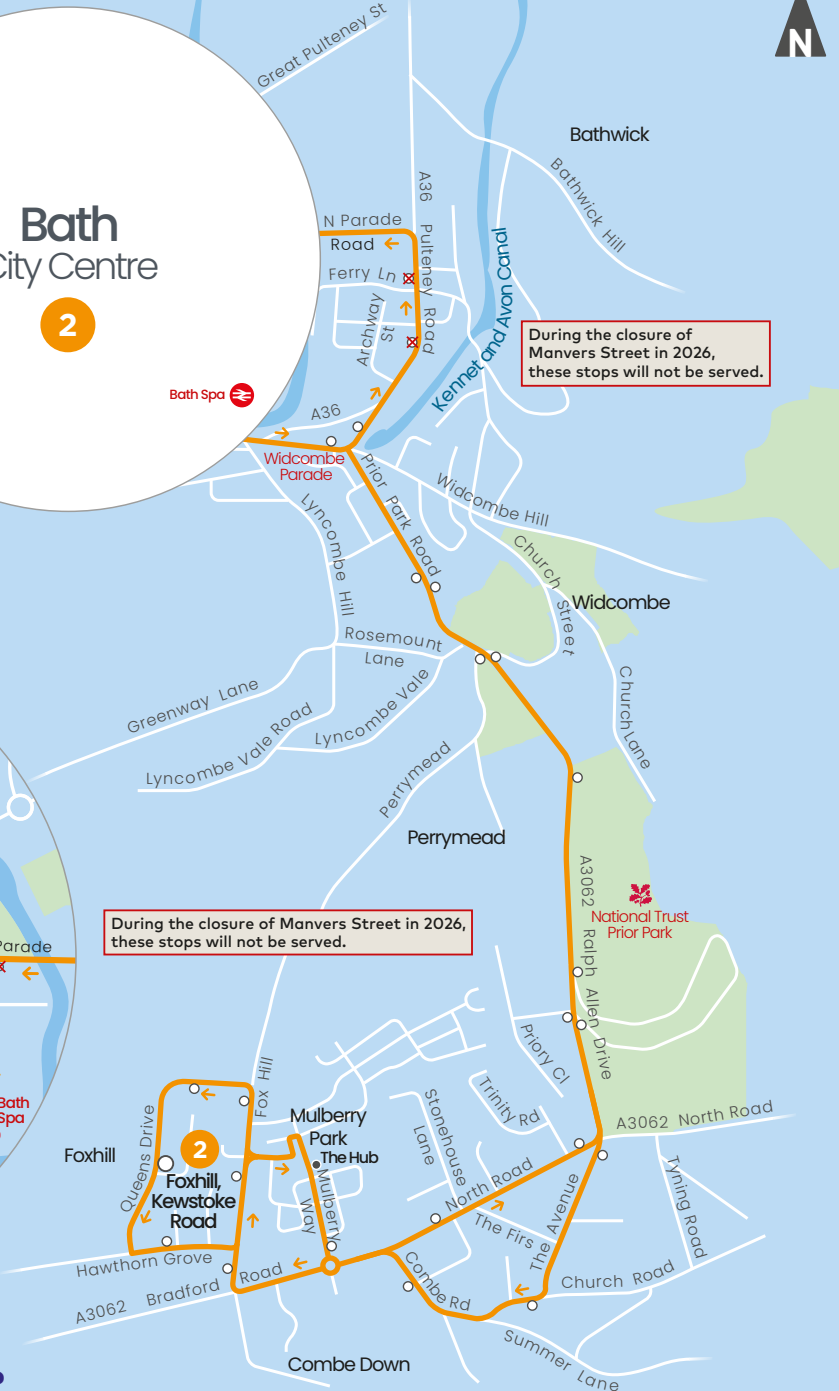 Great Pulteney St
N
Bathwick
Bathwick Hill
A36 Pulteney Road
N Parade
Road
Ferry Ln
Archway
St
Kennet and Avon Canal
Bath
City Centre
2
During the closure of
Manvers Street in 2026,
these stops will not be served.
Bath Spa
A36
Widcombe
Parade
Prior Park Road
Widcombe Hill
Lyncombe Hill
Church Street
Widcombe
Rosemount
Lane
Greenway Lane
Lyncombe Vale Road
Lyncombe Vale
Church Lane
Perrymead
Perrymead
A3062 Ralph Allen Drive
National Trust
Prior Park
During the closure of Manvers Street in 2026,
these stops will not be served.
Parade
Bath
Spa
Priory Cl
Fox Hill
Mulberry
Park
The Hub
Stonehouse
Lane
Trinity Rd
A3062 North Road
Foxhill
Queens Drive
2
Foxhill,
Kewstoke
Road
Mulberry
Way
North Road
The Firs
The Avenue
Tyning Road
Hawthorn Grove
A3062 Bradford Road
Combe Rd
Church Road
Summer Lane
Combe Down